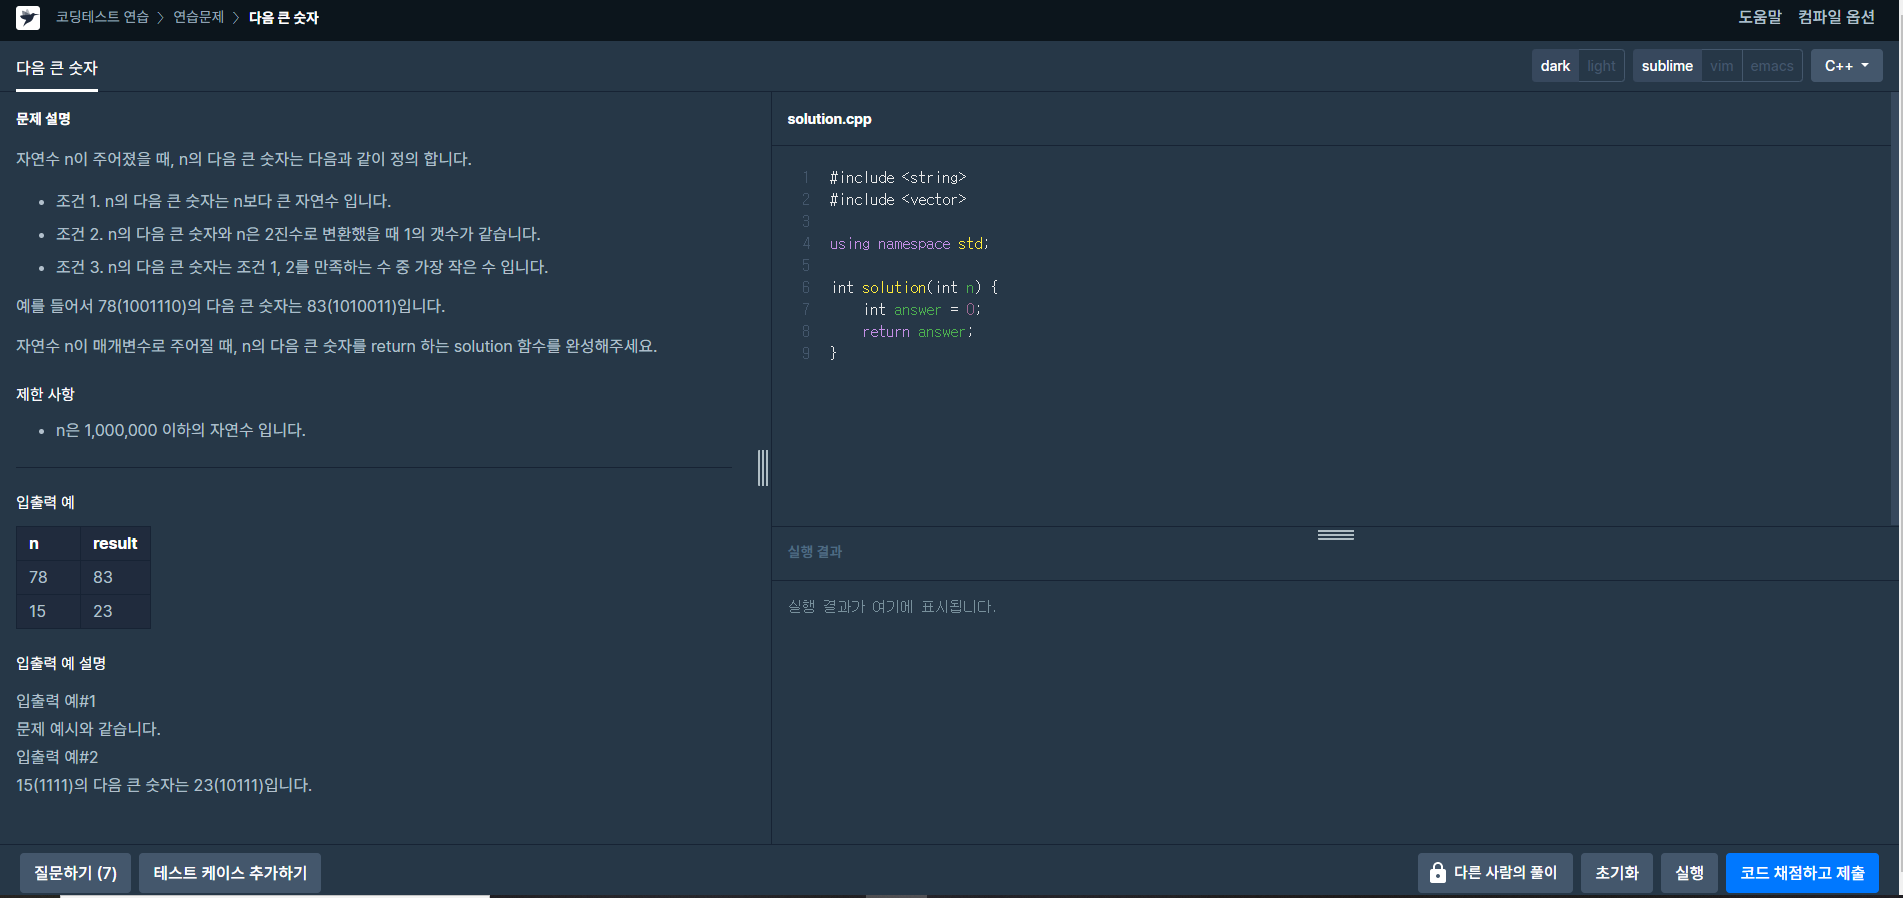 코딩테스트 연습 > 연습문제 > 다음 큰 숫자
도움말 컴파일 옵션
다음 큰 숫자
dark light sublime vim emacs C++
문제 설명
자연수 n이 주어졌을 때, n의 다음 큰 숫자는 다음과 같이 정의 합니다.
• 조건 1. n의 다음 큰 숫자는 n보다 큰 자연수 입니다.
• 조건 2. n의 다음 큰 숫자와 n은 2진수로 변환했을 때 1의 갯수가 같습니다.
• 조건 3. n의 다음 큰 숫자는 조건 1, 2를 만족하는 수 중 가장 작은 수 입니다.
예를 들어서 78(1001110)의 다음 큰 숫자는 83(1010011)입니다.
자연수 n이 매개변수로 주어질 때, n의 다음 큰 숫자를 return 하는 solution 함수를 완성해주세요.
제한 사항
• n은 1,000,000 이하의 자연수 입니다.
입출력 예
n result
78 83
15 23
입출력 예 설명
입출력 예#1
문제 예시와 같습니다.
입출력 예#2
15(1111)의 다음 큰 숫자는 23(10111)입니다.
solution.cpp
1 #include <string>
2 #include <vector>
3
4 using namespace std;
5
6 int solution(int n) {
7     int answer = 0;
8     return answer;
9 }
실행 결과
실행 결과가 여기에 표시됩니다.
질문하기 (7) 테스트 케이스 추가하기
다른 사람의 풀이 초기화 실행 코드 채점하고 제출